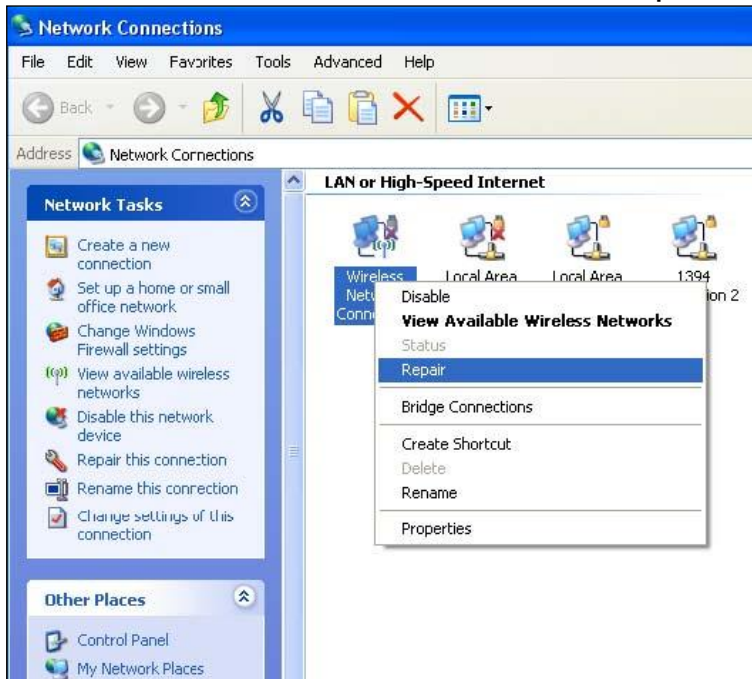 Network Connections
File Edit View Favorites Tools Advanced Help
Back
Address Network Connections
Network Tasks
Create a new
connection
Set up a home or small
office network
Change Windows
Firewall settings
View available wireless
networks
Disable this network
device
Repair this connection
Rename this connection
Change settings of this
connection
Other Places
Control Panel
My Network Places
LAN or High-Speed Internet
Wireless Local Area Local Area 1394
Disable
View Available Wireless Networks
Status
Repair
Bridge Connections
Create Shortcut
Delete
Rename
Properties